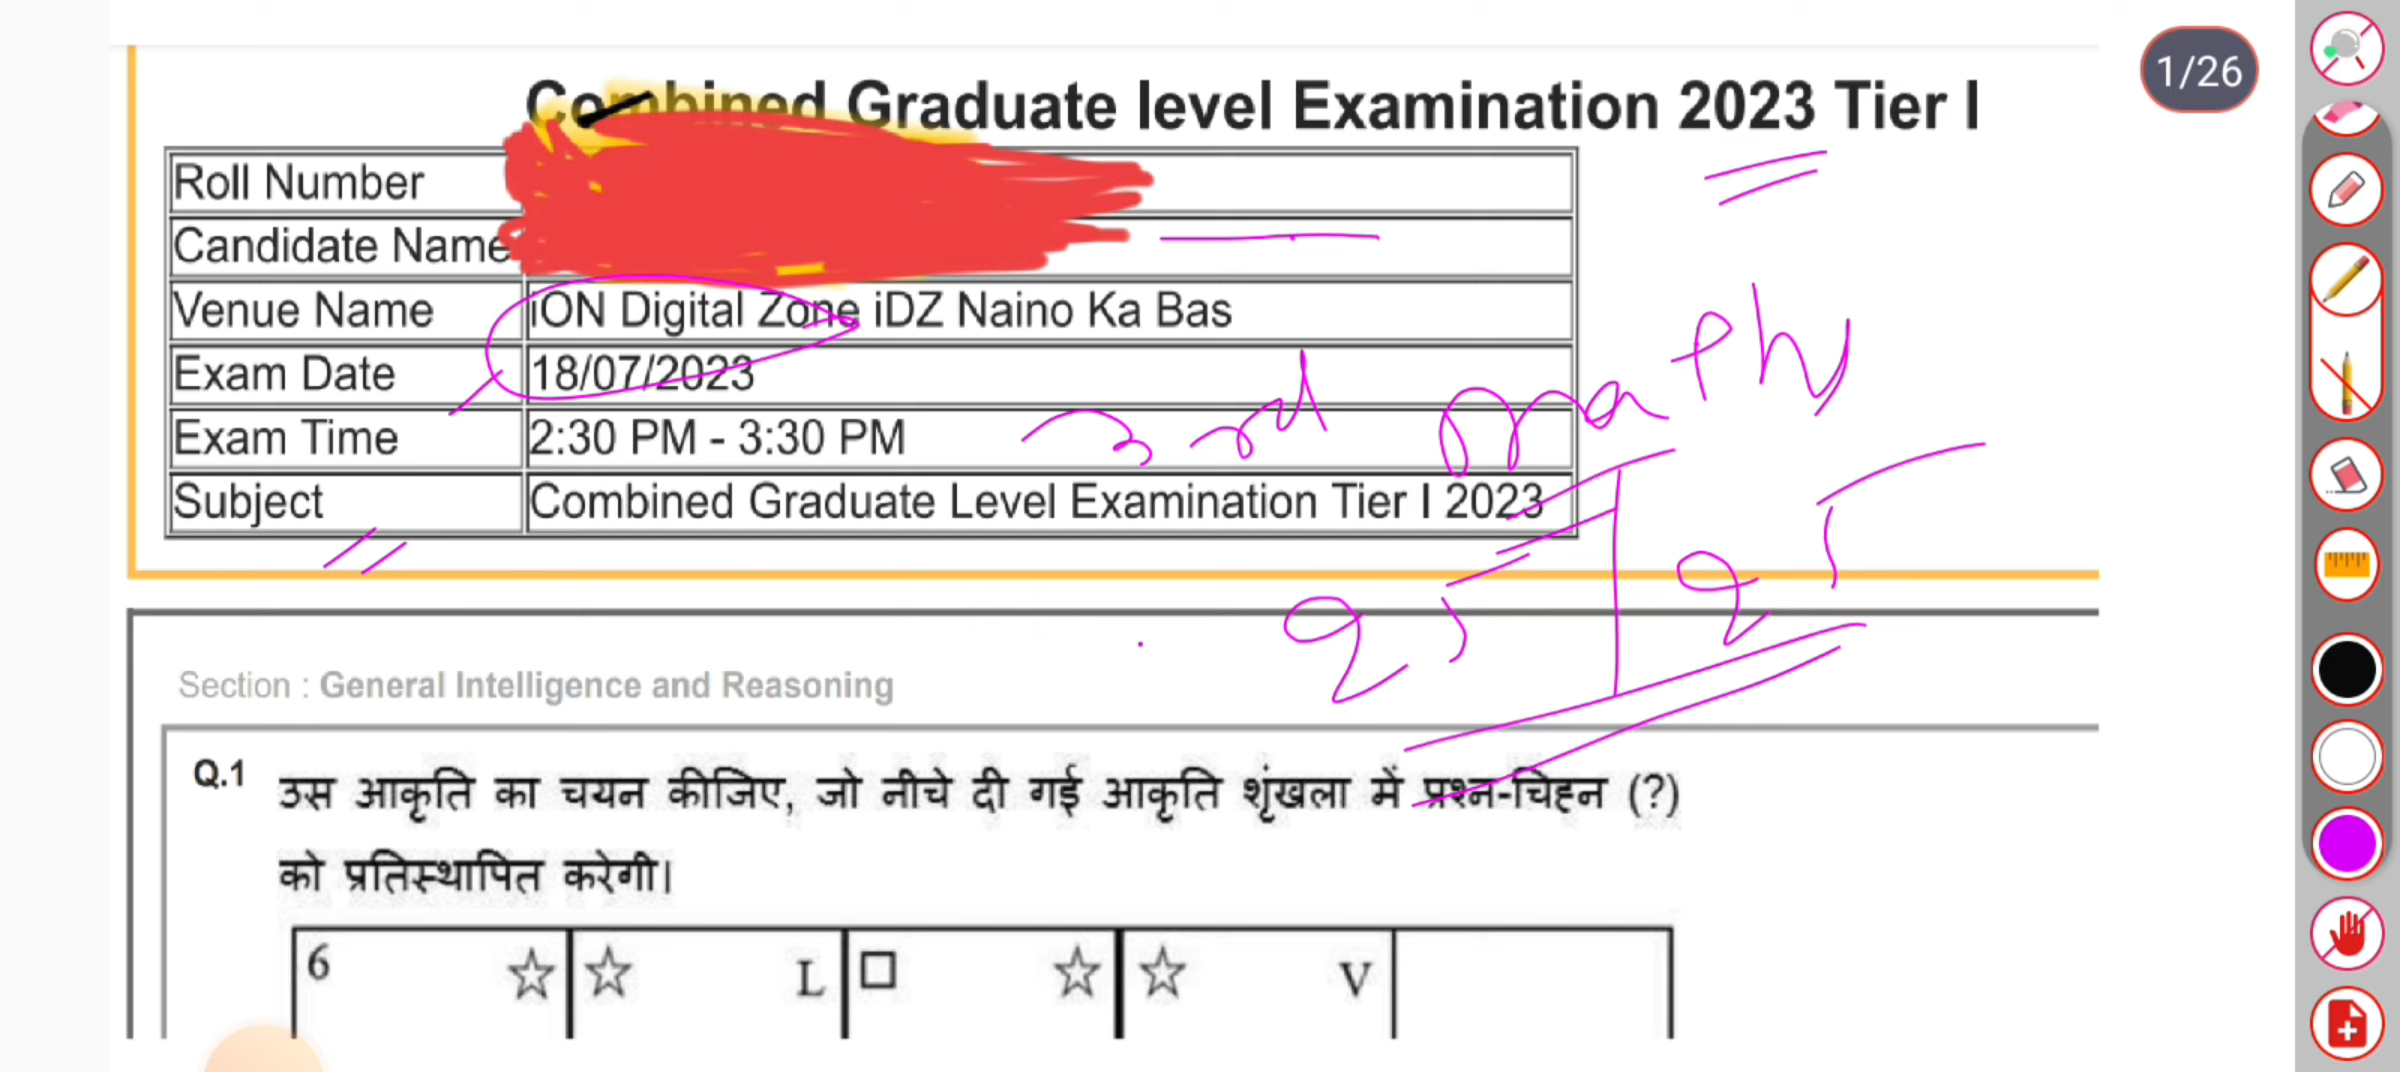 1/26
Combined Graduate level Examination 2023 Tier I
Roll Number
Candidate Name
Venue Name iON Digital Zone iDZ Naino Ka Bas
Exam Date 18/07/2023
Exam Time 2:30 PM - 3:30 PM 3rd
Subject Combined Graduate Level Examination Tier I 2023
Section : General Intelligence and Reasoning
Q.1 उस आकृति का चयन कीजिए, जो नीचे दी गई आकृति शृंखला में प्रश्न-चिह्न (?)
को प्रतिस्थापित करेगी।
6 ☆ ☆ L □ ☆ ☆ V